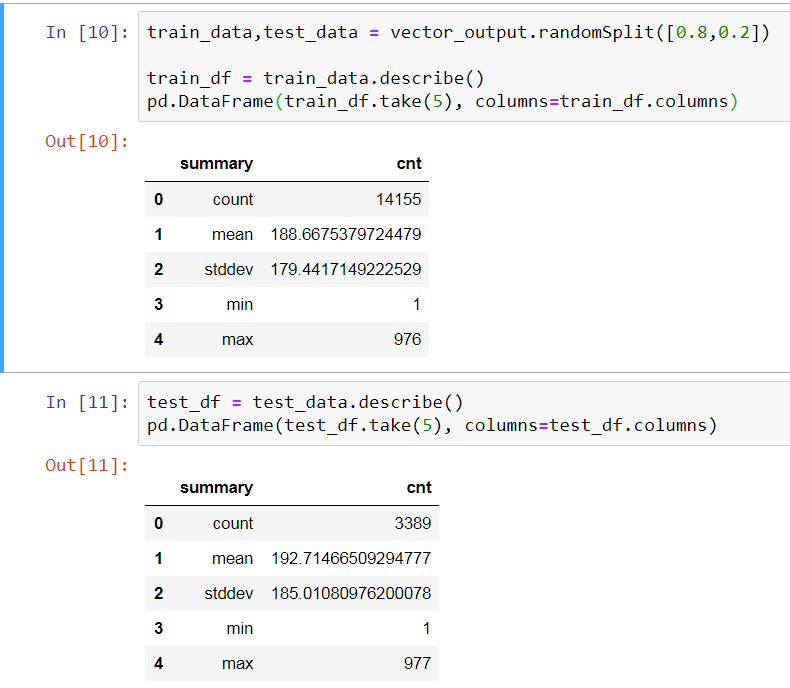 In [10]: train_data,test_data = vector_output.randomSplit([0.8,0.2])
train_df = train_data.describe()
pd.DataFrame(train_df.take(5), columns=train_df.columns)
Out[10]:
summary cnt
0 count 14155
1 mean 188.6675379724479
2 stddev 179.4417149222529
3 min 1
4 max 976
In [11]: test_df = test_data.describe()
pd.DataFrame(test_df.take(5), columns=test_df.columns)
Out[11]:
summary cnt
0 count 3389
1 mean 192.71466509294777
2 stddev 185.01080976200078
3 min 1
4 max 977